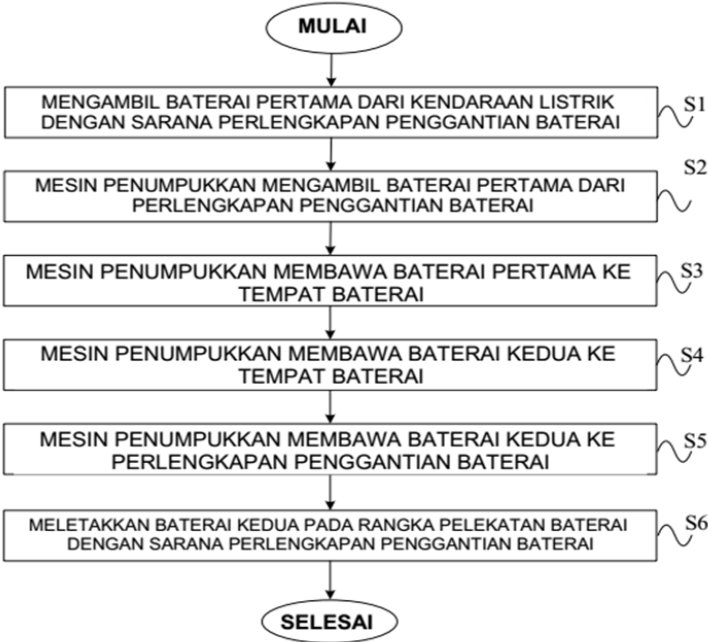 MULAI
MENGAMBIL BATERAI PERTAMA DARI KENDARAAN LISTRIK
DENGAN SARANA PERLENGKAPAN PENGGANTIAN BATERAI
S1
MESIN PENUMPUKKAN MENGAMBIL BATERAI PERTAMA DARI
PERLENGKAPAN PENGGANTIAN BATERAI
S2
MESIN PENUMPUKKAN MEMBAWA BATERAI PERTAMA KE
TEMPAT BATERAI
S3
MESIN PENUMPUKKAN MEMBAWA BATERAI KEDUA KE
TEMPAT BATERAI
S4
MESIN PENUMPUKKAN MEMBAWA BATERAI KEDUA KE
PERLENGKAPAN PENGGANTIAN BATERAI
S5
MELETAKKAN BATERAI KEDUA PADA RANGKA PELEKATAN BATERAI
DENGAN SARANA PERLENGKAPAN PENGGANTIAN BATERAI
S6
SELESAI